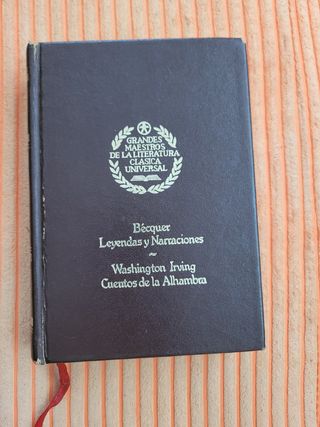 GRANDES
MAESTROS
DE LA LITERATURA
CLASICA
UNIVERSAL
Bécquer
Leyendas y Narraciones
Washington Irving
Cuentos de la Alhambra